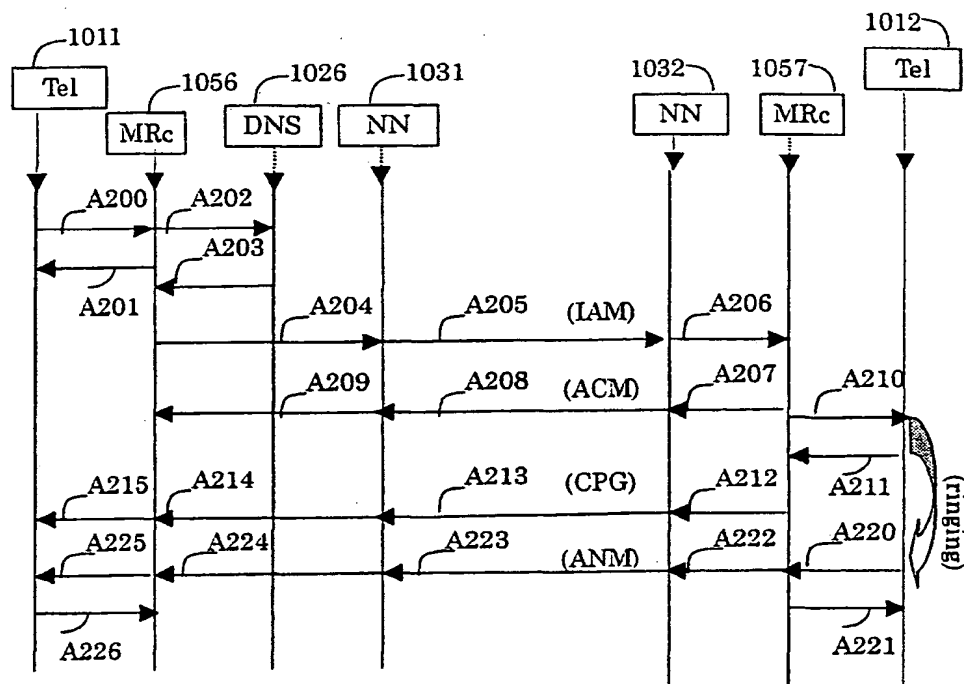 1011
1012
1056
1026
1031
1032
1057
Tel
MRc
DNS
NN
NN
MRc
Tel
A200
A202
A203
A201
A204
A205
(IAM)
A206
A209
A208
(ACM)
A207
A210
A211
(ringing)
A215
A214
A213
(CPG)
A212
A225
A224
A223
(ANM)
A222
A220
A226
A221